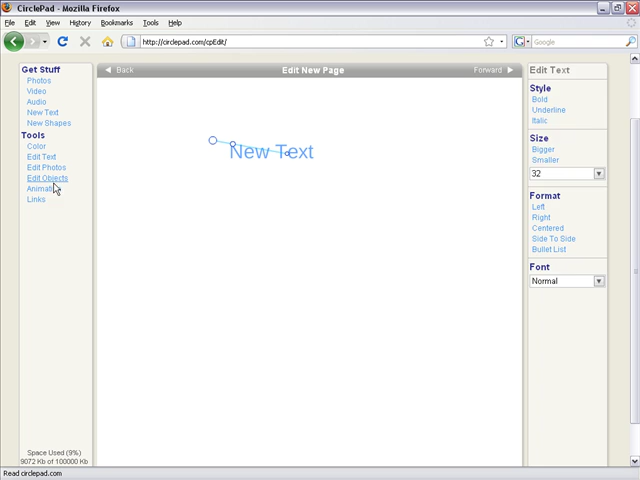 CirclePad - Mozilla Firefox
File Edit View History Bookmarks Tools Help
http://circlepad.com/cpEdit/
Google
Get Stuff
Photos
Video
Audio
New Text
New Shapes
Tools
Color
Edit Text
Edit Photos
Edit Objects
Links
Space Used (9%)
9072 Kb of 100000 Kb
Back Edit New Page Forward
New Text
Edit Text
Style
Bold
Underline
Italic
Size
Bigger
Smaller
32
Format
Left
Right
Centered
Side To Side
Bullet List
Font
Normal
Read circlepad.com